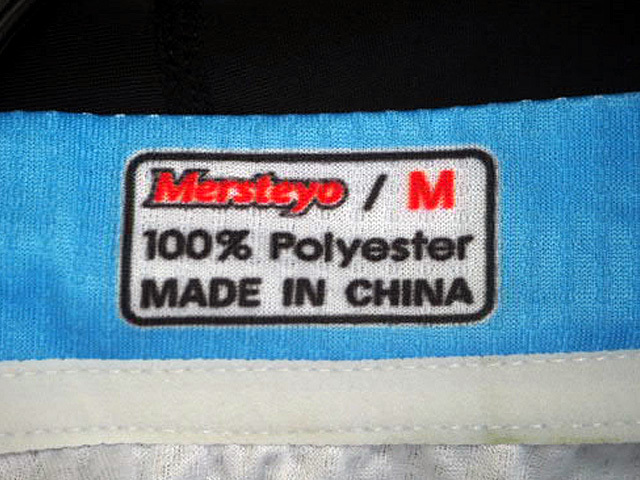 Mersteyo / M
100% Polyester
MADE IN CHINA